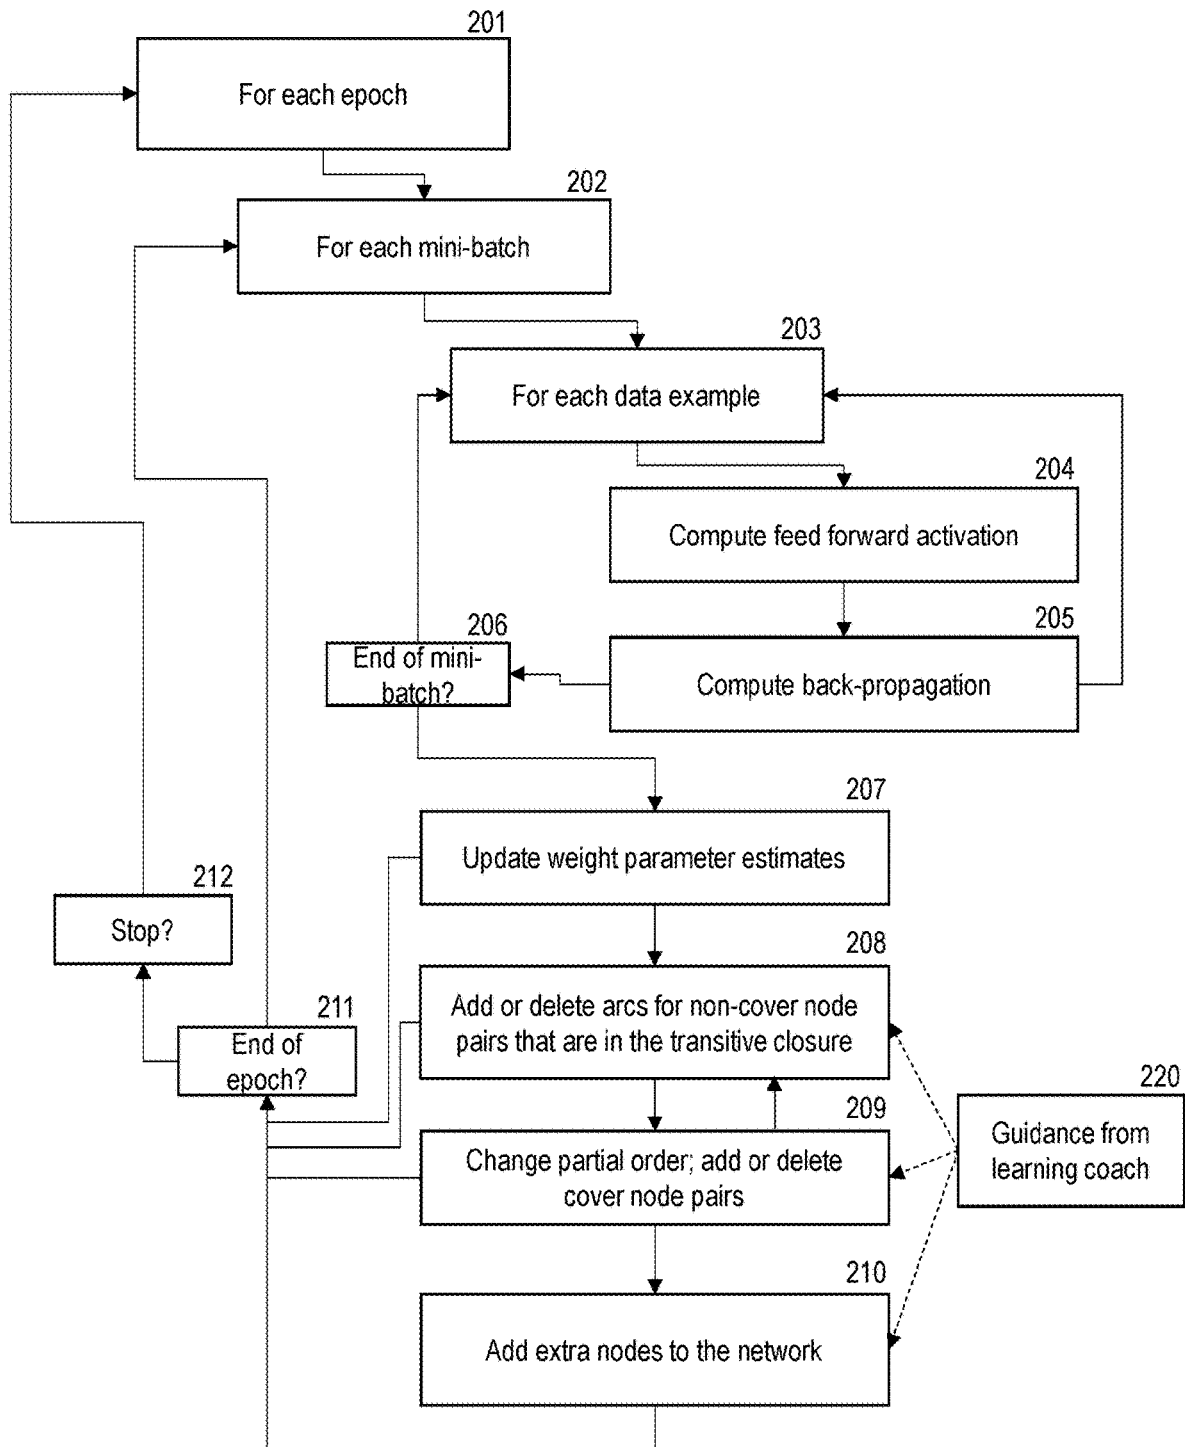 201
For each epoch
202
For each mini-batch
203
For each data example
204
Compute feed forward activation
205
Compute back-propagation
206
End of mini-
batch?
207
Update weight parameter estimates
208
Add or delete arcs for non-cover node
pairs that are in the transitive closure
209
Change partial order; add or delete
cover node pairs
210
Add extra nodes to the network
211
End of
epoch?
212
Stop?
220
Guidance from
learning coach